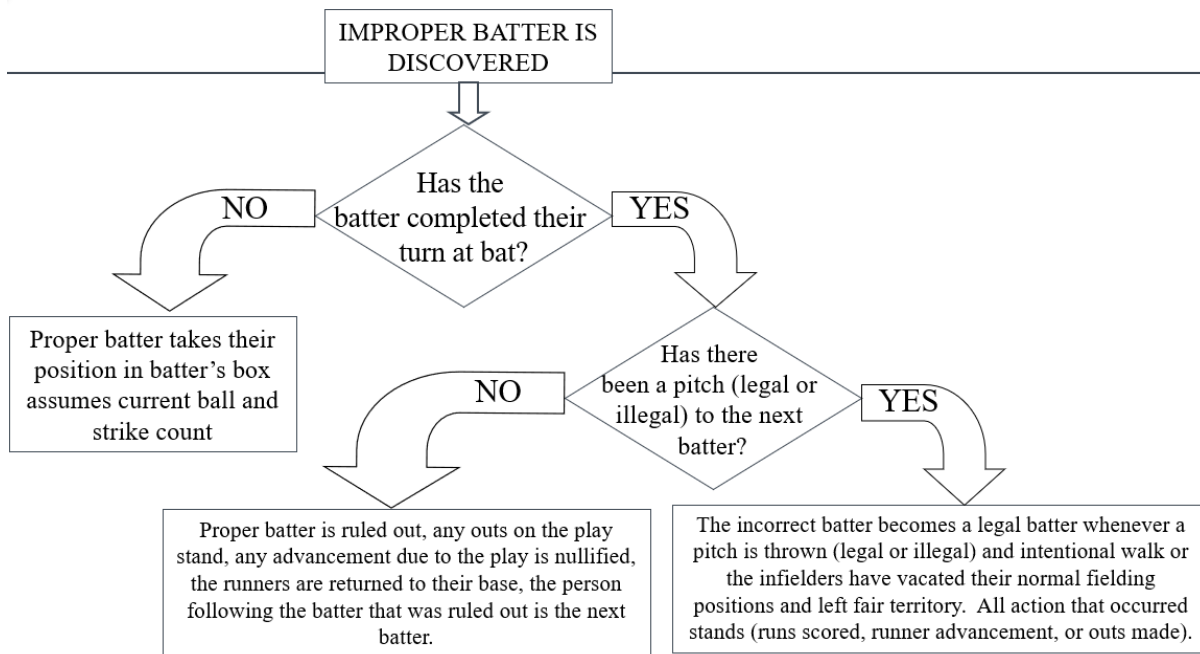 IMPROPER BATTER IS
DISCOVERED
Has the
batter completed their
turn at bat?
NO
YES
Proper batter takes their
position in batter’s box
assumes current ball and
strike count
Has there
been a pitch (legal or
illegal) to the next
batter?
NO
YES
Proper batter is ruled out, any outs on the play
stand, any advancement due to the play is nullified,
the runners are returned to their base, the person
following the batter that was ruled out is the next
batter.
The incorrect batter becomes a legal batter whenever a
pitch is thrown (legal or illegal) and intentional walk or
the infielders have vacated their normal fielding
positions and left fair territory.  All action that occurred
stands (runs scored, runner advancement, or outs made).